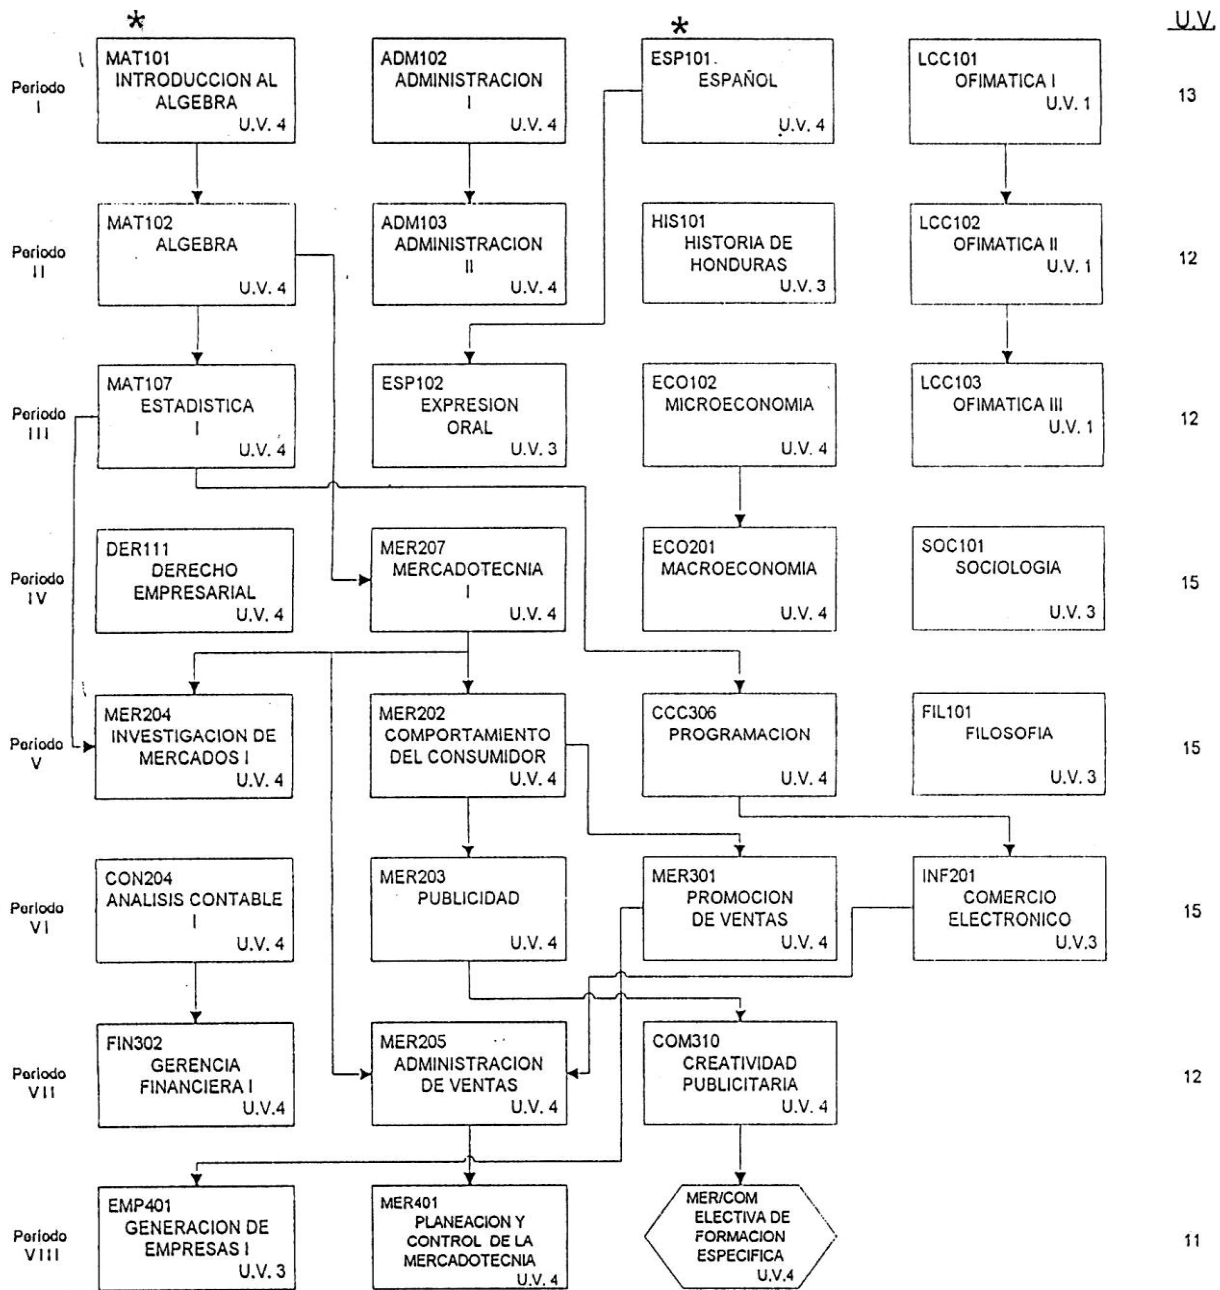 * * U.V.
Periodo I
MAT101
INTRODUCCION AL
ALGEBRA
U.V. 4
ADM102
ADMINISTRACION
I
U.V. 4
ESP101
ESPAÑOL
U.V. 4
LCC101
OFIMATICA I
U.V. 1
13
Periodo II
MAT102
ALGEBRA
U.V. 4
ADM103
ADMINISTRACION
II
U.V. 4
HIS101
HISTORIA DE
HONDURAS
U.V. 3
LCC102
OFIMATICA II
U.V. 1
12
Periodo III
MAT107
ESTADISTICA
I
U.V. 4
ESP102
EXPRESION
ORAL
U.V. 3
ECO102
MICROECONOMIA
U.V. 4
LCC103
OFIMATICA III
U.V. 1
12
Periodo IV
DER111
DERECHO
EMPRESARIAL
U.V. 4
MER207
MERCADOTECNIA
I
U.V. 4
ECO201
MACROECONOMIA
U.V. 4
SOC101
SOCIOLOGIA
U.V. 3
15
Periodo V
MER204
INVESTIGACION DE
MERCADOS I
U.V. 4
MER202
COMPORTAMIENTO
DEL CONSUMIDOR
U.V. 4
CCC306
PROGRAMACION
U.V. 4
FIL101
FILOSOFIA
U.V. 3
15
Periodo VI
CON204
ANALISIS CONTABLE
I
U.V. 4
MER203
PUBLICIDAD
U.V. 4
MER301
PROMOCION
DE VENTAS
U.V. 4
INF201
COMERCIO
ELECTRONICO
U.V.3
15
Periodo VII
FIN302
GERENCIA
FINANCIERA I
U.V.4
MER205
ADMINISTRACION
DE VENTAS
U.V. 4
COM310
CREATIVIDAD
PUBLICITARIA
U.V. 4
12
Periodo VIII
EMP401
GENERACION DE
EMPRESAS I
U.V. 3
MER401
PLANEACION Y
CONTROL DE LA
MERCADOTECNIA
U.V. 4
MER/COM
ELECTIVA DE
FORMACION
ESPECIFICA
U.V.4
11